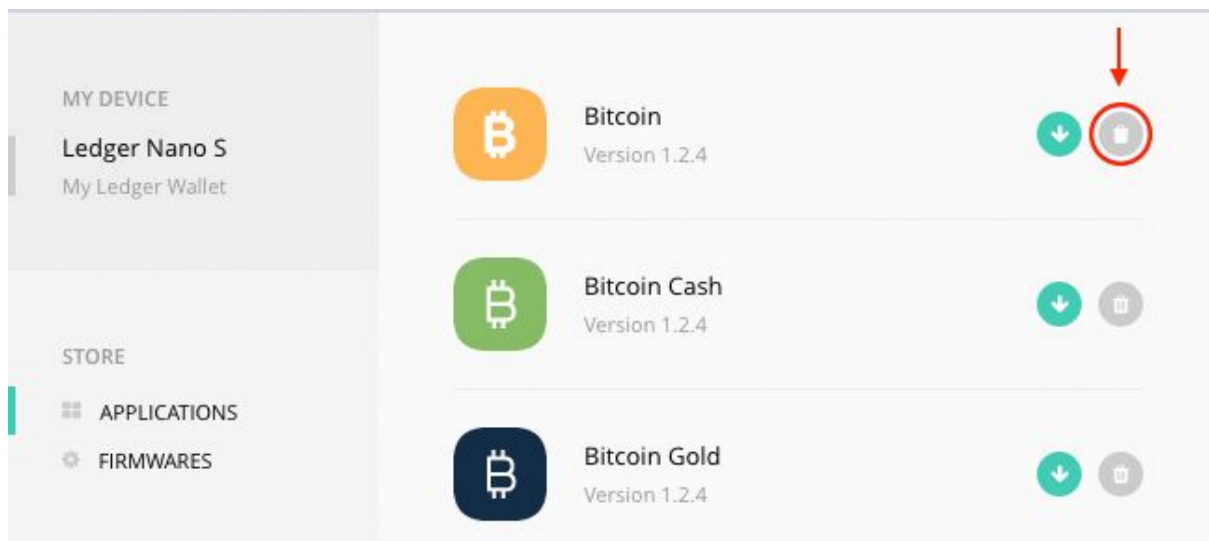 MY DEVICE
Ledger Nano S
My Ledger Wallet
STORE
APPLICATIONS
FIRMWARES
Bitcoin
Version 1.2.4
Bitcoin Cash
Version 1.2.4
Bitcoin Gold
Version 1.2.4